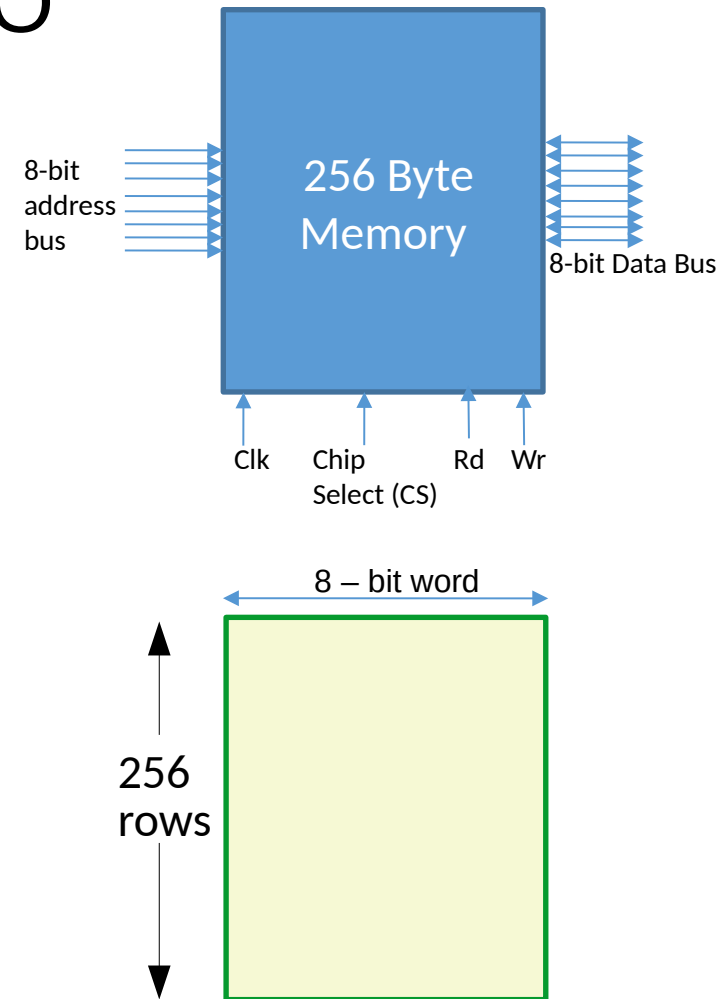 8-bit
address
bus
256 Byte
Memory
8-bit Data Bus
Clk
Chip
Select (CS)
Rd
Wr
8 – bit word
256
rows